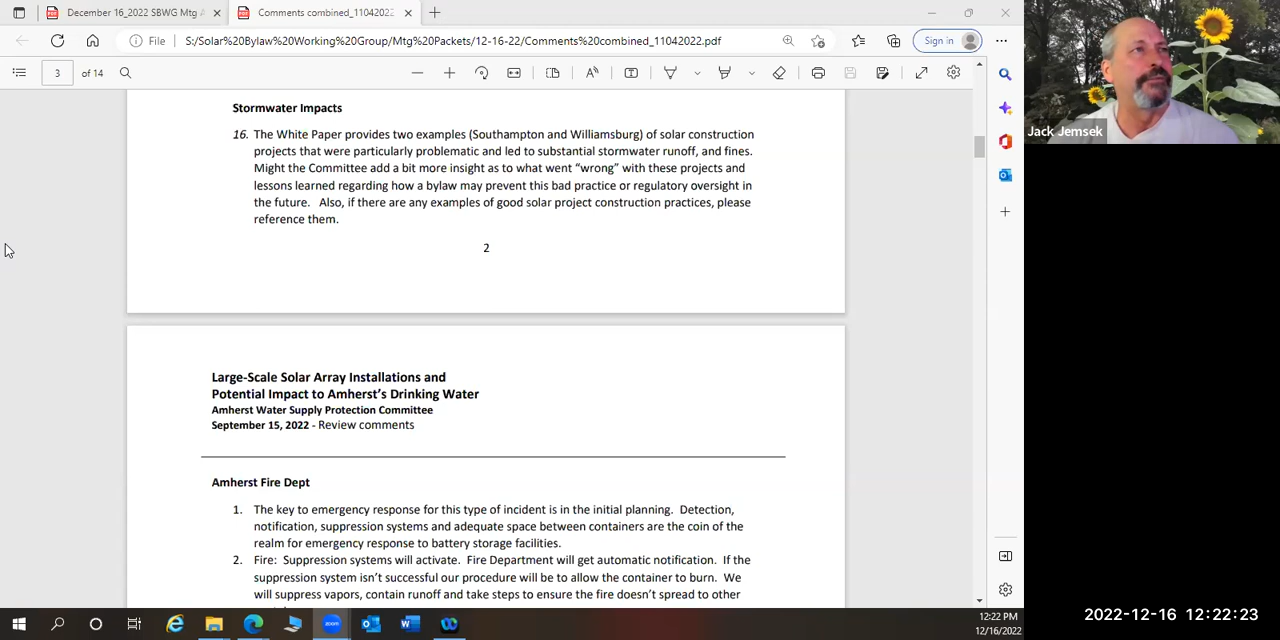 December 16_2022 SBWG Mtg A
Comments combined_11042022
File
S:/Solar%20Bylaw%20Working%20Group/Mtg%20Packets/12-16-22/Comments%20combined_11042022.pdf
Sign in
3
of 14
Stormwater Impacts
16. The White Paper provides two examples (Southampton and Williamsburg) of solar construction
projects that were particularly problematic and led to substantial stormwater runoff, and fines.
Might the Committee add a bit more insight as to what went “wrong” with these projects and
lessons learned regarding how a bylaw may prevent this bad practice or regulatory oversight in
the future. Also, if there are any examples of good solar project construction practices, please
reference them.
2
Large-Scale Solar Array Installations and
Potential Impact to Amherst’s Drinking Water
Amherst Water Supply Protection Committee
September 15, 2022 - Review comments
Amherst Fire Dept
1. The key to emergency response for this type of incident is in the initial planning. Detection,
notification, suppression systems and adequate space between containers are the coin of the
realm for emergency response to battery storage facilities.
2. Fire: Suppression systems will activate. Fire Department will get automatic notification. If the
suppression system isn’t successful our procedure will be to allow the container to burn. We
will suppress vapors, contain runoff and take steps to ensure the fire doesn’t spread to other
Jack Jemsek
zoom
12:22 PM
12/16/2022
2022-12-16 12:22:23